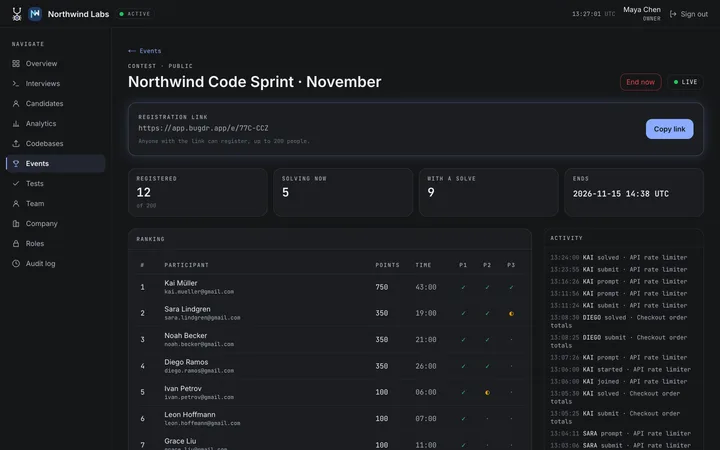 Northwind Labs
ACTIVE
13:27:01 UTC
Maya Chen
OWNER
Sign out
NAVIGATE
Overview
Interviews
Candidates
Analytics
Codebases
Events
Tests
Team
Company
Roles
Audit log
← Events
CONTEST · PUBLIC
Northwind Code Sprint · November
End now
LIVE
REGISTRATION LINK
https://app.bugdr.app/e/77C-CCZ
Anyone with the link can register, up to 200 people.
Copy link
REGISTERED
12
of 200
SOLVING NOW
5
WITH A SOLVE
9
ENDS
2026-11-15 14:38 UTC
RANKING
# PARTICIPANT POINTS TIME P1 P2 P3
1 Kai Müller 750 43:00 ✓ ✓ ✓
kai.mueller@gmail.com
2 Sara Lindgren 350 19:00 ✓ ✓ ◐
sara.lindgren@gmail.com
3 Noah Becker 350 21:00 ✓ ✓ ·
noah.becker@gmail.com
4 Diego Ramos 350 26:00 ✓ ✓ ·
diego.ramos@gmail.com
5 Ivan Petrov 100 06:00 ✓ ◐ ·
ivan.petrov@gmail.com
6 Leon Hoffmann 100 07:00 ✓ · ·
leon.hoffmann@gmail.com
7 Grace Liu 100 11:00 ✓ · ·
ACTIVITY
13:24:00 KAI solved · API rate limiter
13:23:55 KAI submit · API rate limiter
13:16:26 KAI prompt · API rate limiter
13:11:56 KAI prompt · API rate limiter
13:11:24 KAI submit · API rate limiter
13:08:30 DIEGO solved · Checkout order
totals
13:08:25 DIEGO submit · Checkout order
totals
13:07:26 KAI prompt · API rate limiter
13:06:00 KAI started · API rate limiter
13:06:00 KAI joined · API rate limiter
13:05:30 KAI solved · Checkout order
totals
13:05:25 KAI submit · Checkout order
totals
13:04:11 SARA prompt · API rate limiter
13:03:06 SARA submit · API rate limiter